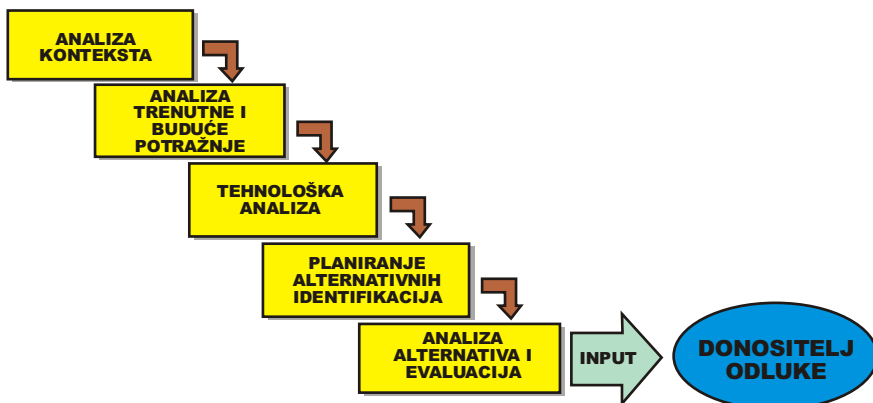 ANALIZA
KONTEKSTA
ANALIZA
TRENUTNE I
BUDUĆE
POTRAŽNJE
TEHNOLOŠKA
ANALIZA
PLANIRANJE
ALTERNATIVNIH
IDENTIFIKACIJA
ANALIZA
ALTERNATIVA I
EVALUACIJA
INPUT
DONOSITELJ
ODLUKE